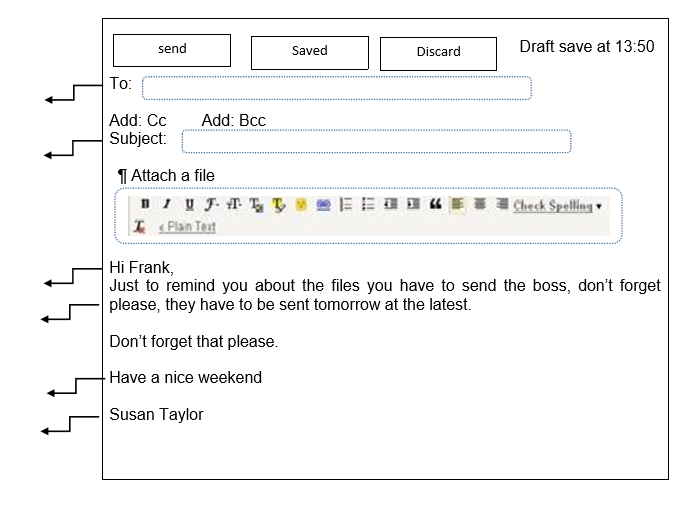 send Saved Discard Draft save at 13:50
To:
Add: Cc Add: Bcc
Subject:
¶ Attach a file
B I U Check Spelling ▾
« Plain Text
Hi Frank,
Just to remind you about the files you have to send the boss, don’t forget
please, they have to be sent tomorrow at the latest.
Don’t forget that please.
Have a nice weekend
Susan Taylor